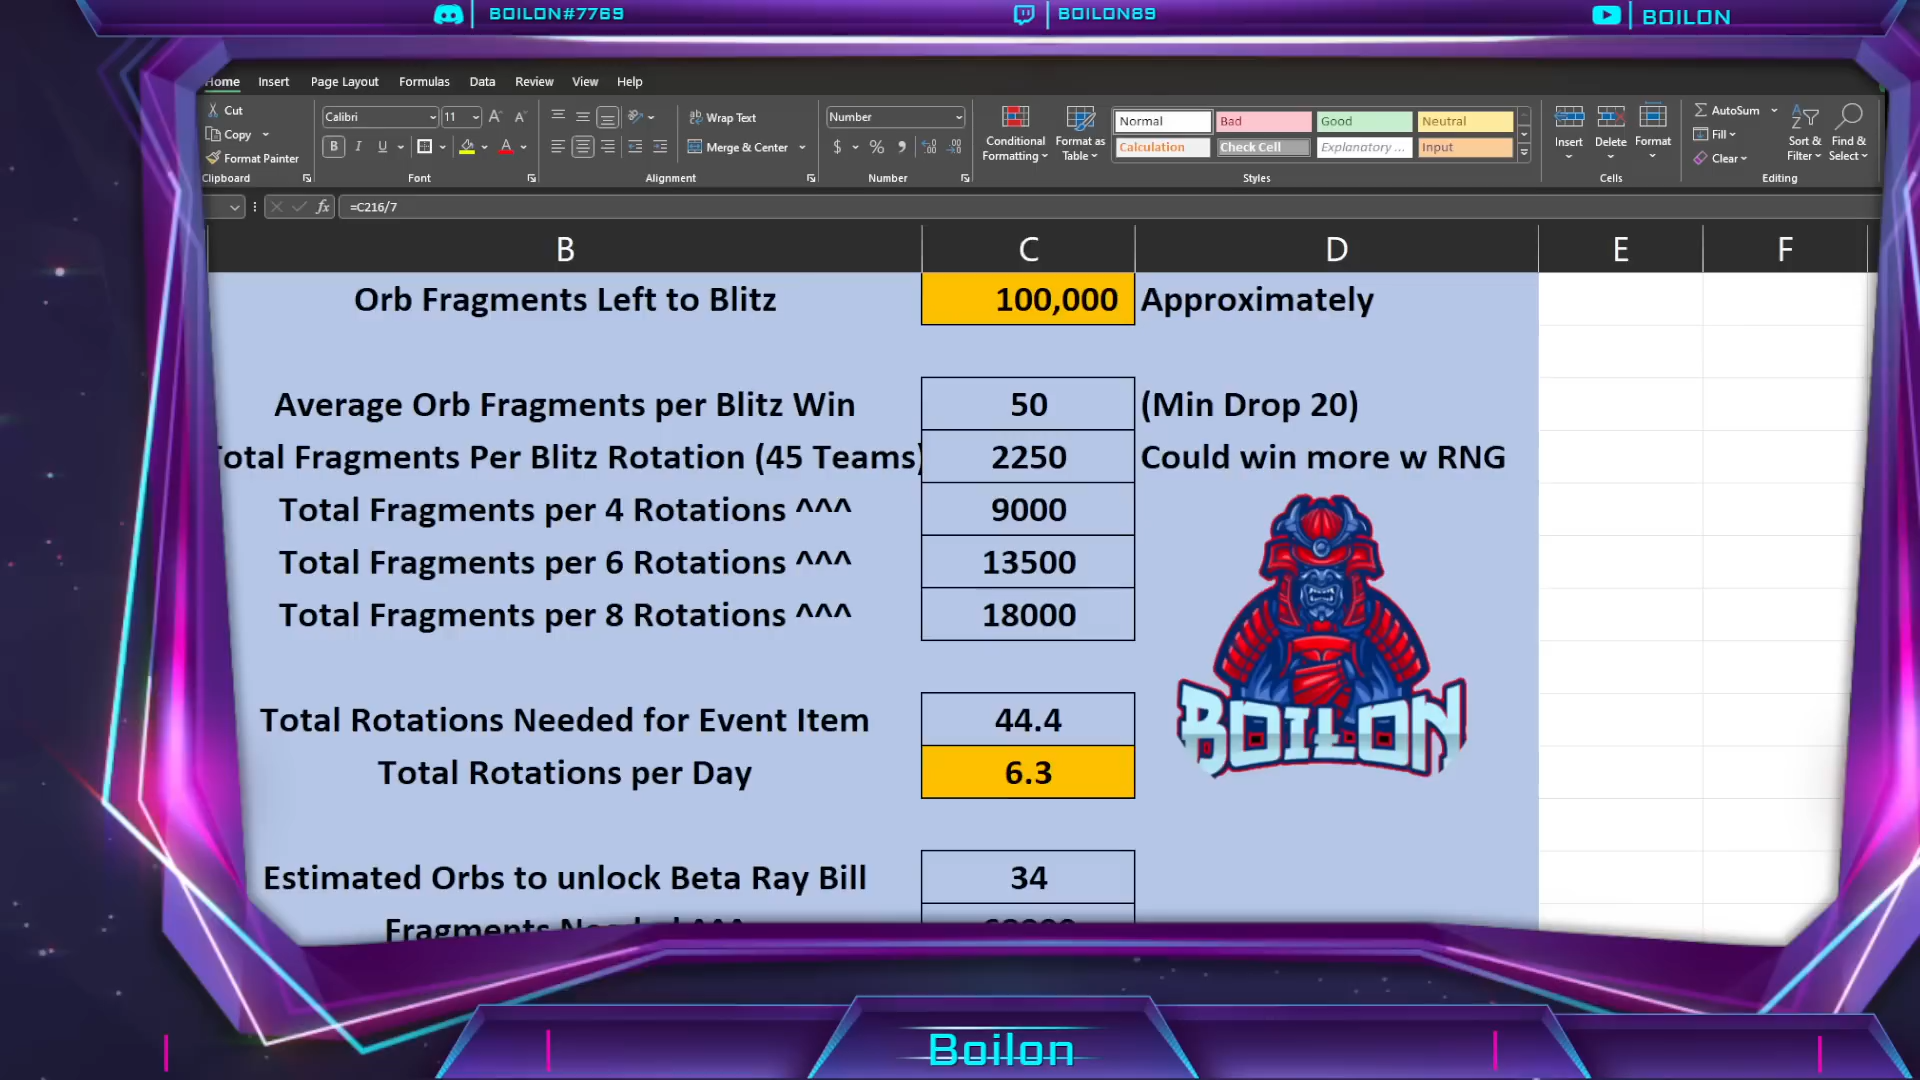 BOILON#7769
BOILON89
BOILON
Home Insert Page Layout Formulas Data Review View Help
Cut
Copy
Format Painter
Clipboard
Calibri 11
B I U
Font
Wrap Text
Merge & Center
Alignment
Number
$ % 9
Number
Conditional Formatting
Format as Table
Normal Bad Good Neutral
Calculation Check Cell Explanatory ... Input
Styles
Insert Delete Format
Cells
AutoSum
Fill
Clear
Sort & Filter
Find & Select
Editing
fx =C216/7
B C D E F
Orb Fragments Left to Blitz 100,000 Approximately
Average Orb Fragments per Blitz Win 50 (Min Drop 20)
Total Fragments Per Blitz Rotation (45 Teams) 2250 Could win more w RNG
Total Fragments per 4 Rotations ^^^ 9000
Total Fragments per 6 Rotations ^^^ 13500
Total Fragments per 8 Rotations ^^^ 18000
Total Rotations Needed for Event Item 44.4
Total Rotations per Day 6.3
BOILON
Estimated Orbs to unlock Beta Ray Bill 34
Fragments Needed ^^^
Boilon